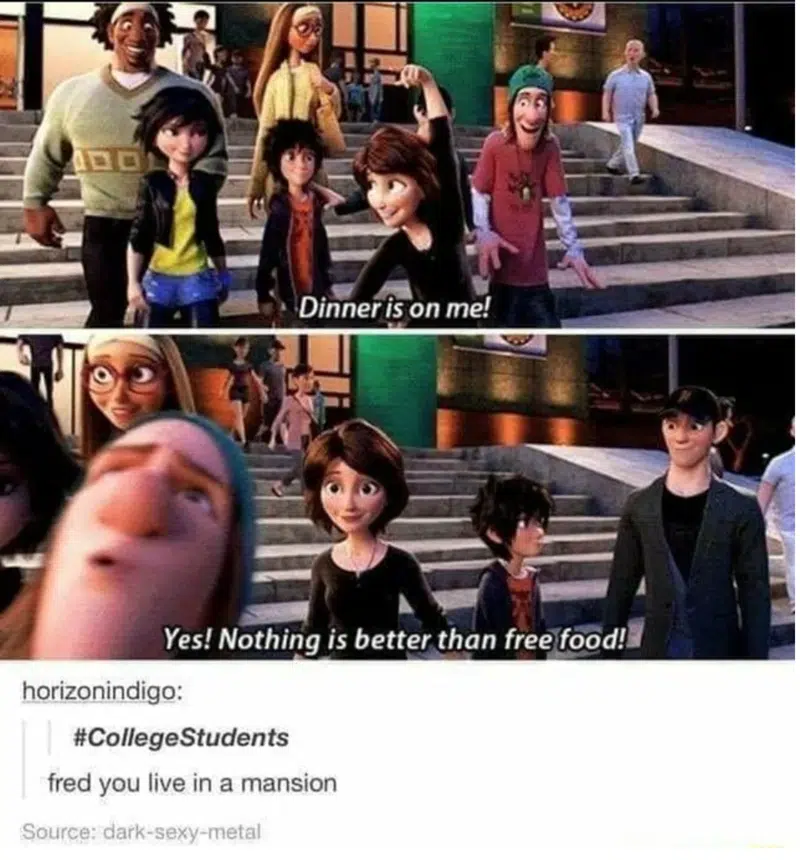 Dinner is on me!
Yes! Nothing is better than free food!
horizonindigo:
#CollegeStudents
fred you live in a mansion
Source: dark-sexy-metal